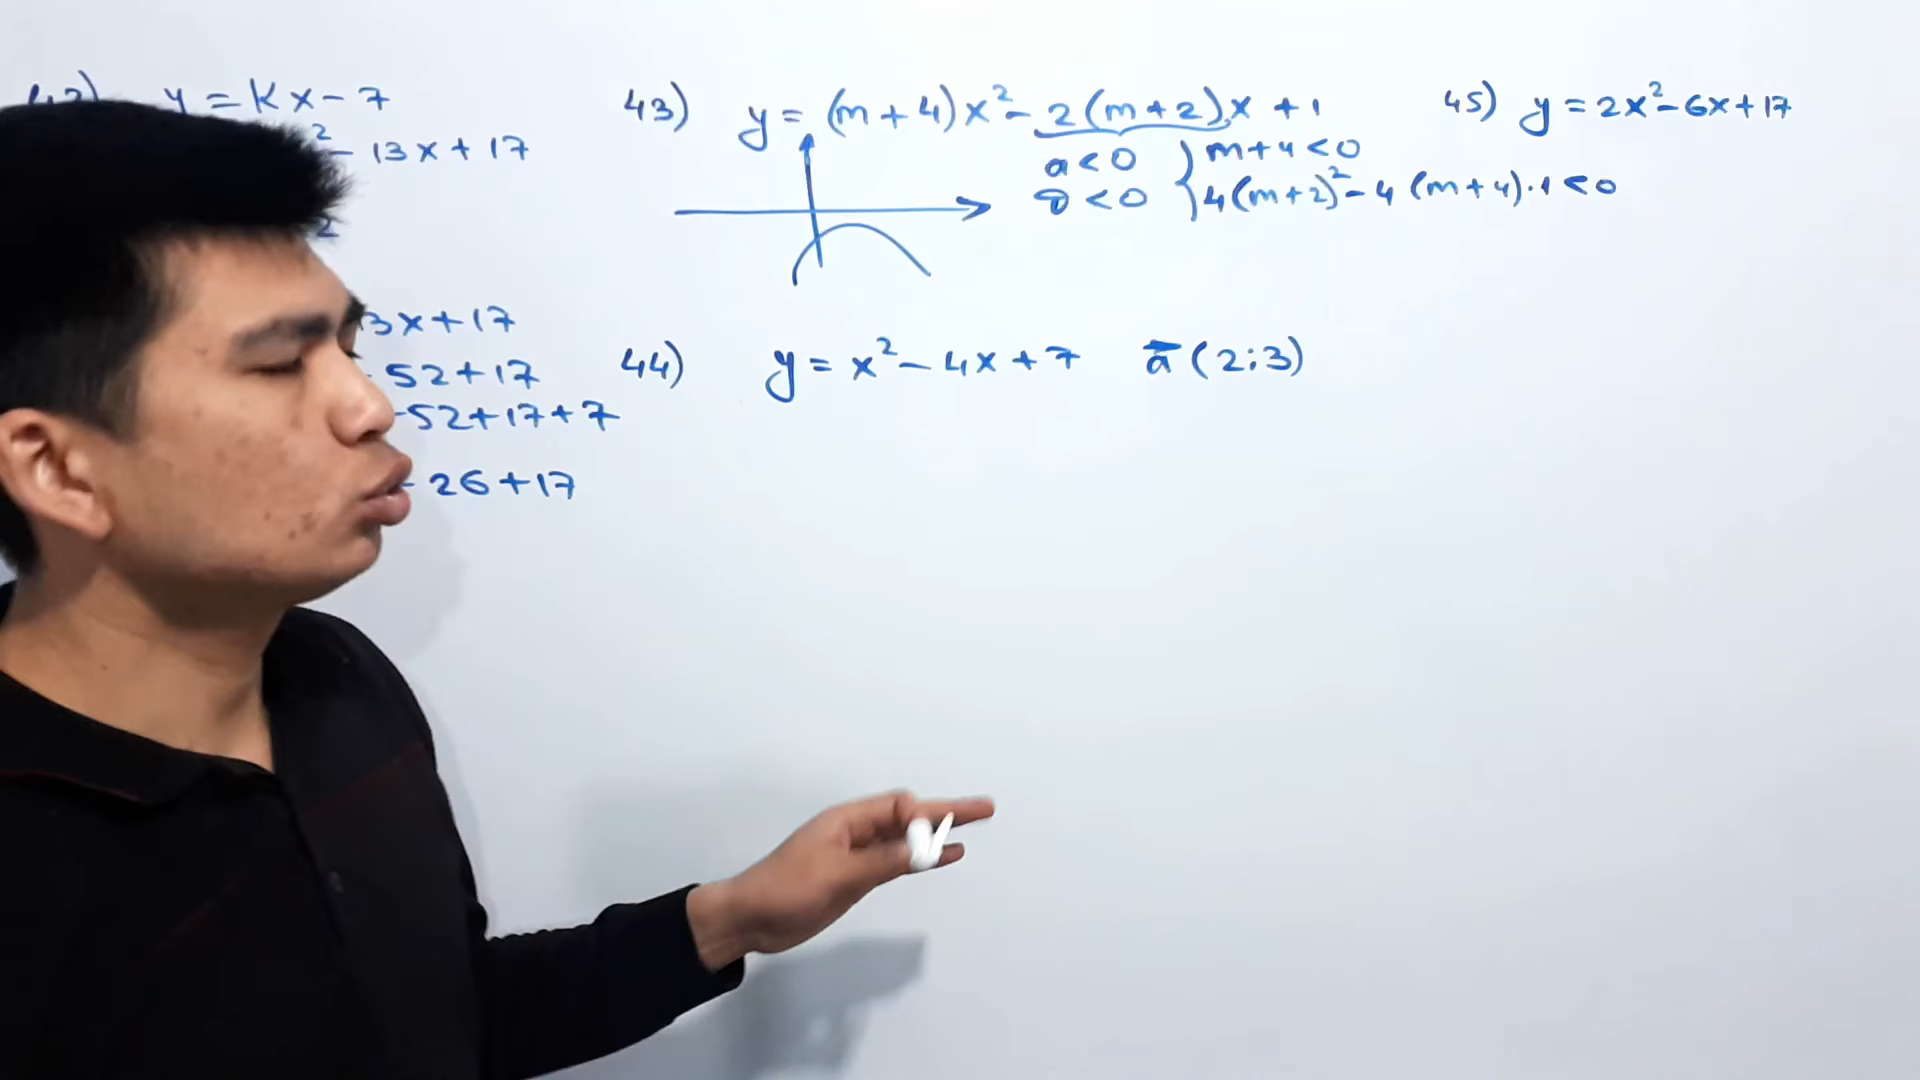 y = kx - 7
2 - 13x + 17
2
3x + 17
52 + 17
-52 + 17 + 7
- 26 + 17
43) y = (m + 4)x² - 2(m + 2)x + 1
a < 0 { m + 4 < 0
D < 0 { 4(m + 2)² - 4(m + 4)·1 < 0
44) y = x² - 4x + 7 a⃗ (2;3)
45) y = 2x² - 6x + 17